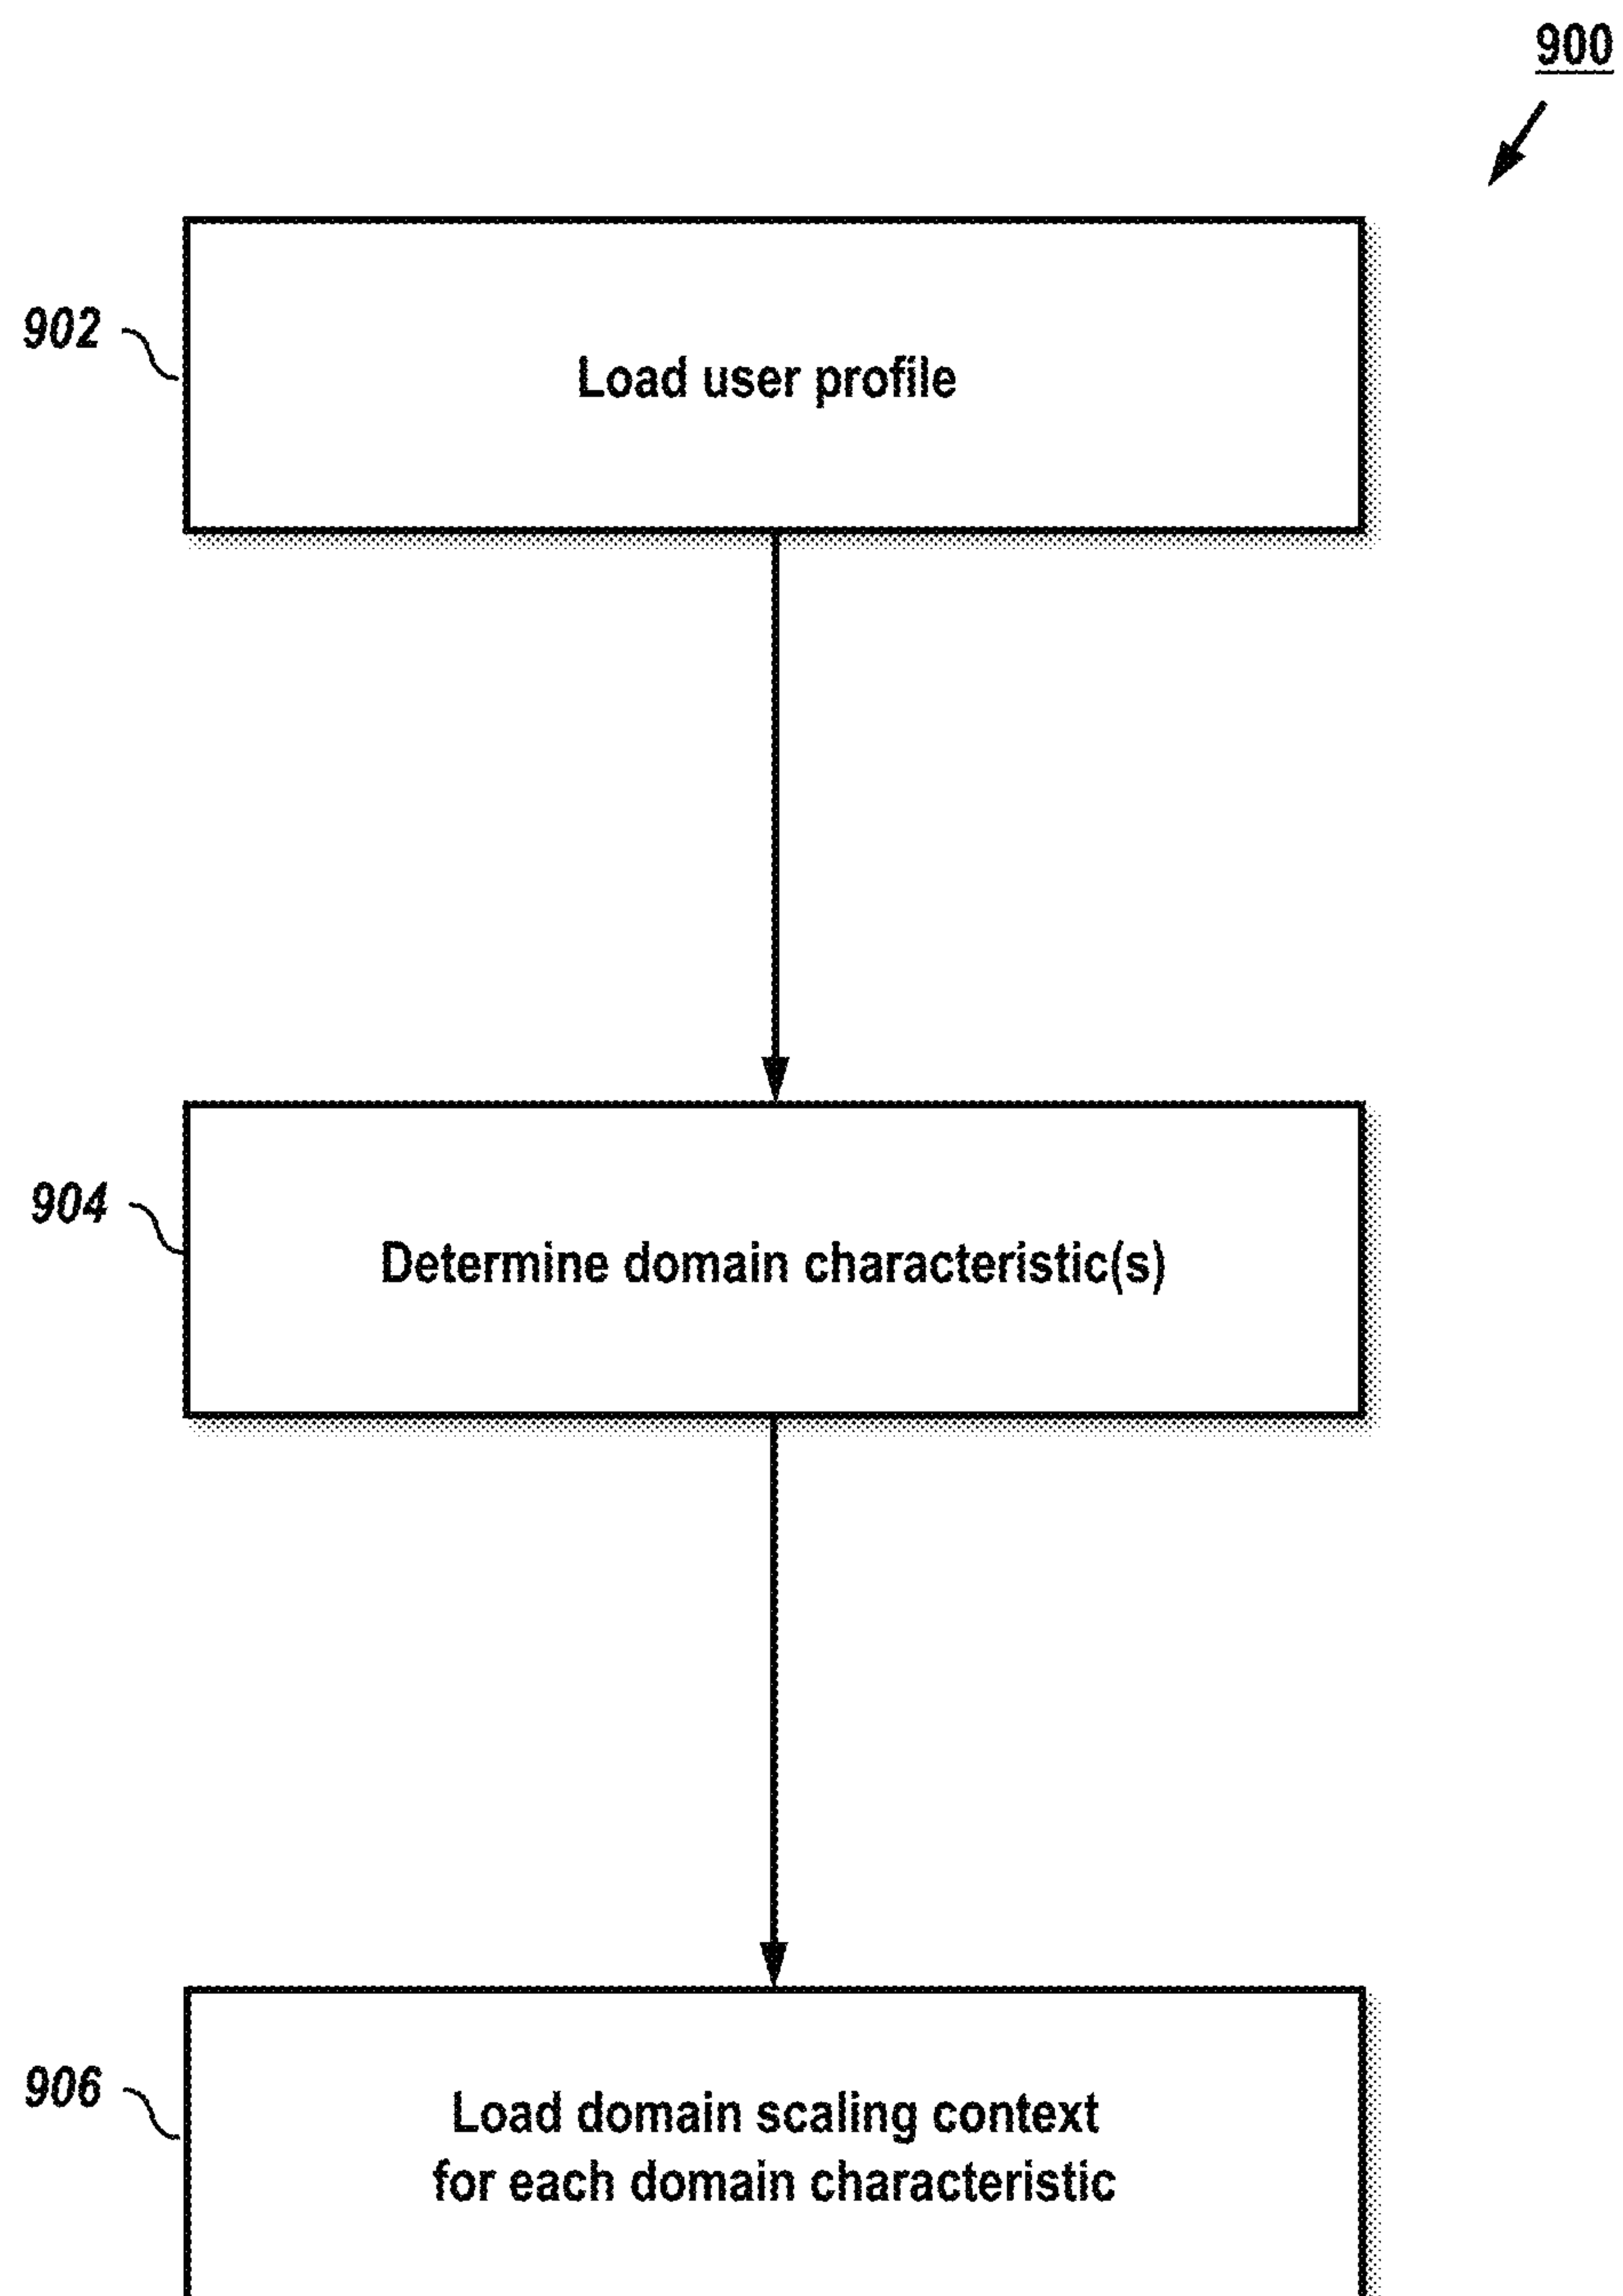 900
902
Load user profile
904
Determine domain characteristic(s)
906
Load domain scaling context
for each domain characteristic